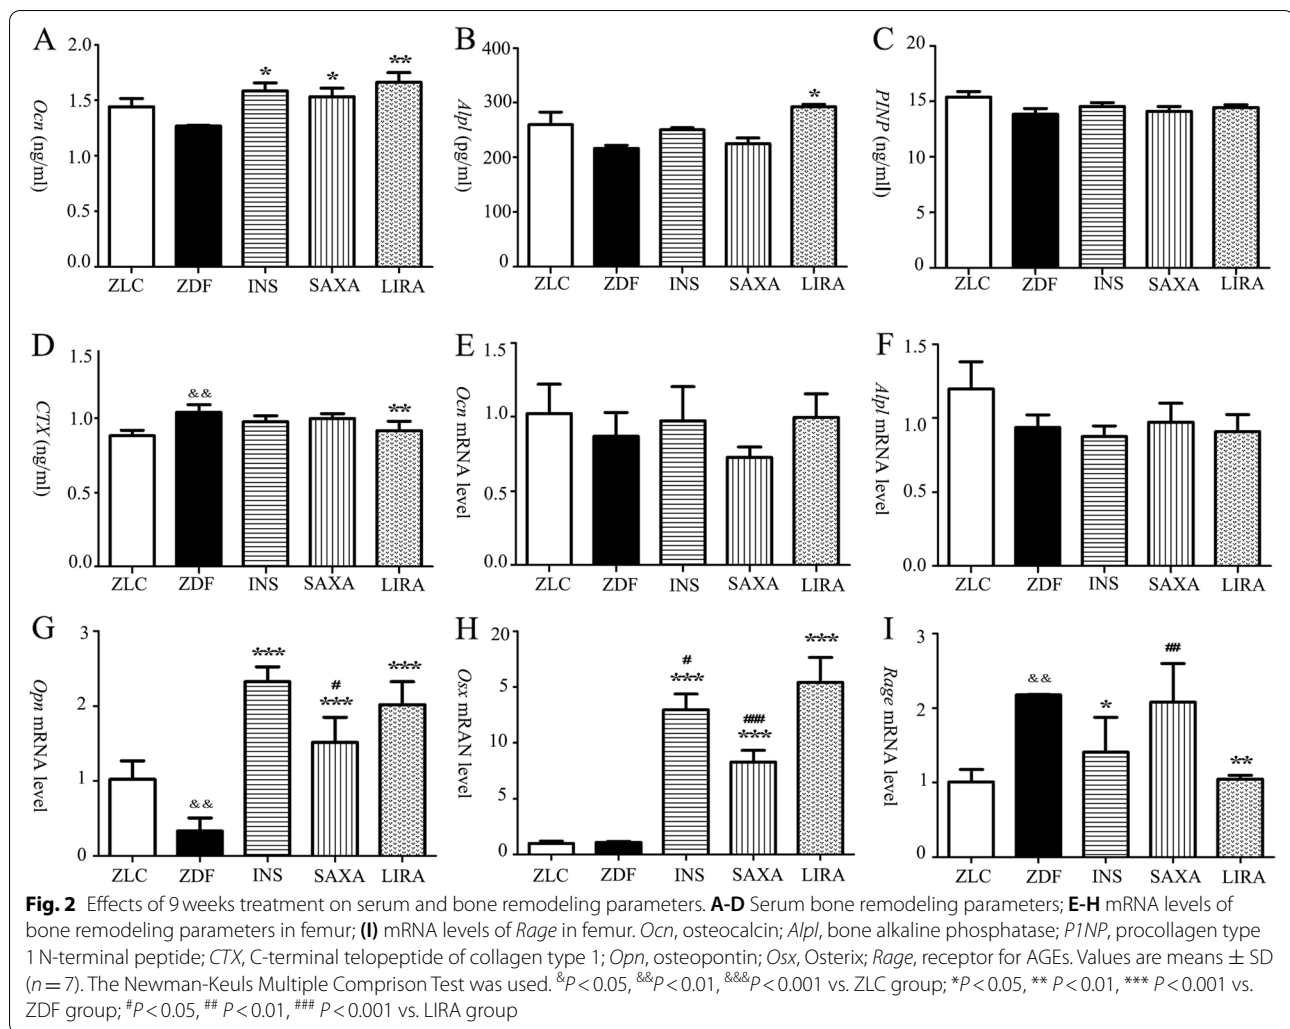 A
Ocn (ng/ml)
2.0
1.5
1.0
0.5
0.0
*
*
**
ZLC ZDF INS SAXA LIRA
B
Alpl (pg/ml)
400
300
200
100
0
*
ZLC ZDF INS SAXA LIRA
C
PINP (ng/mll)
20
15
10
5
0
ZLC ZDF INS SAXA LIRA
D
CTX (ng/ml)
1.5
1.0
0.5
0.0
&&
**
ZLC ZDF INS SAXA LIRA
E
Ocn mRNA level
1.5
1.0
0.5
0.0
ZLC ZDF INS SAXA LIRA
F
Alpl mRNA level
1.5
1.0
0.5
0.0
ZLC ZDF INS SAXA LIRA
G
Opn mRNA level
3
2
1
0
&&
***
#
***
***
ZLC ZDF INS SAXA LIRA
H
Osx mRAN level
20
5
10
5
0
#
***
###
***
***
ZLC ZDF INS SAXA LIRA
I
Rage mRNA level
3
2
1
0
&&
*
##
**
ZLC ZDF INS SAXA LIRA
Fig. 2 Effects of 9 weeks treatment on serum and bone remodeling parameters. A-D Serum bone remodeling parameters; E-H mRNA levels of
bone remodeling parameters in femur; (I) mRNA levels of Rage in femur. Ocn, osteocalcin; Alpl, bone alkaline phosphatase; P1NP, procollagen type
1 N-terminal peptide; CTX, C-terminal telopeptide of collagen type 1; Opn, osteopontin; Osx, Osterix; Rage, receptor for AGEs. Values are means ± SD
(n = 7). The Newman-Keuls Multiple Comprison Test was used. &P < 0.05, &&P < 0.01, &&&P < 0.001 vs. ZLC group; *P < 0.05, ** P < 0.01, *** P < 0.001 vs.
ZDF group; #P < 0.05, ## P < 0.01, ### P < 0.001 vs. LIRA group